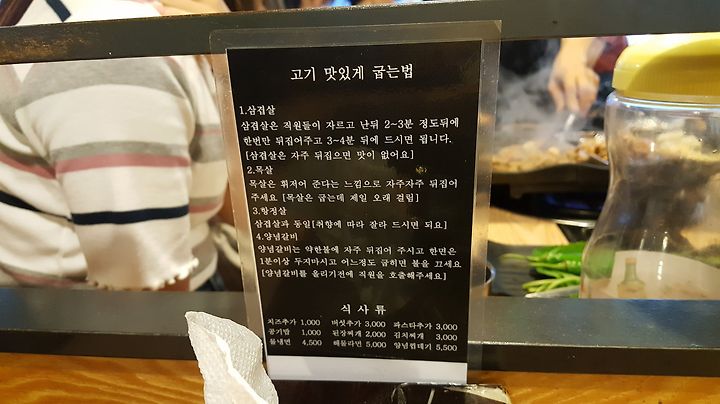 고기 맛있게 굽는법
1.삼겹살
삼겹살은 직원들이 자르고 난뒤 2~3분 정도뒤에
한번만 뒤집어주고 3~4분 뒤에 드시면 됩니다.
[삼겹살은 자주 뒤집으면 맛이 없어요]
2.목살
목살은 휘저어 준다는 느낌으로 자주자주 뒤집어
주세요 [목살은 굽는데 제일 오래 걸림]
3.항정살
삼겹살과 동일[취향에 따라 잘라 드시면 되요]
4.양념갈비
양념갈비는 약한불에 자주 뒤집어 주시고 한면은
1분이상 두지마시고 어느정도 굽히면 불을 끄세요
[양념갈비를 올리기전에 직원을 호출해주세요]
식 사 류
치즈추가 1,000 버섯추가 3,000 파스타추가 3,000
공기밥 1,000 된장찌개 2,000 김치찌개 3,000
물냉면 4,500 해물라면 5,000 양념껍데기 5,500